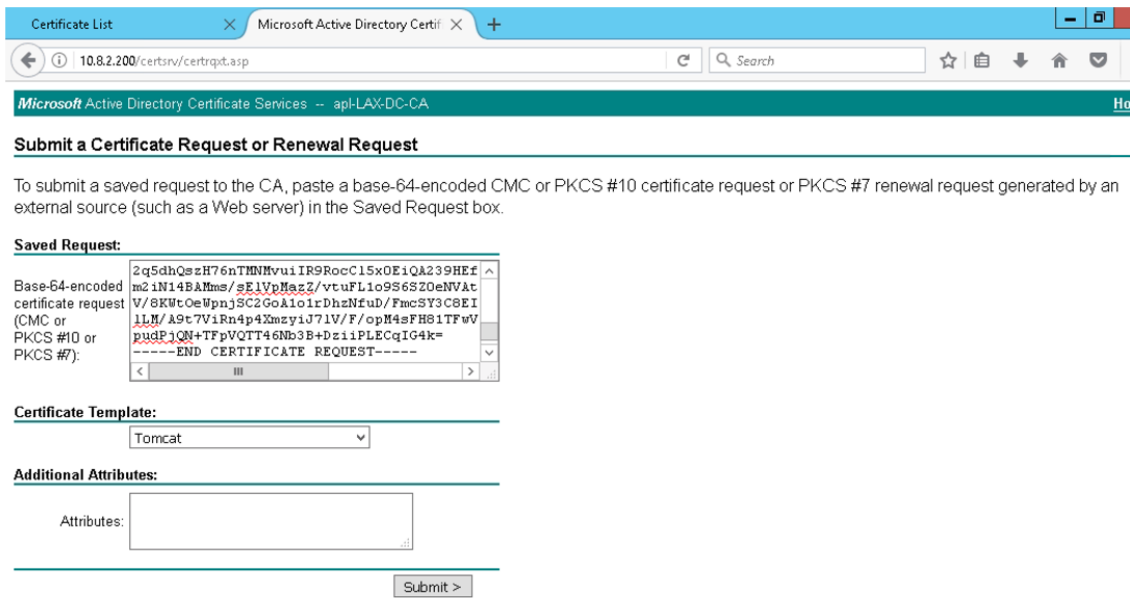 Certificate List
Microsoft Active Directory Certif
10.8.2.200/certsrv/certrqxt.asp
Search
Microsoft Active Directory Certificate Services -- apl-LAX-DC-CA
Ho
Submit a Certificate Request or Renewal Request
To submit a saved request to the CA, paste a base-64-encoded CMC or PKCS #10 certificate request or PKCS #7 renewal request generated by an
external source (such as a Web server) in the Saved Request box.
Saved Request:
Base-64-encoded
certificate request
(CMC or
PKCS #10 or
PKCS #7):
2q5dhQszH76nTMNMvuiIR9RocCl5x0EiQA239HEf
m2iN14BAMms/sElVpMazZ/vtuFL1o9S6SZOeNVAt
V/8KWtOeWpnjSC2GoA1o1rDhzNfuD/FmcSY3C8EI
lLM/A9t7ViRn4p4XmzyiJ7lV/F/opM4sFH81TFwV
pudPjQN+TFpVQTT46Nb3B+DziiPLECqIG4k=
-----END CERTIFICATE REQUEST-----
Certificate Template:
Tomcat
Additional Attributes:
Attributes:
Submit >